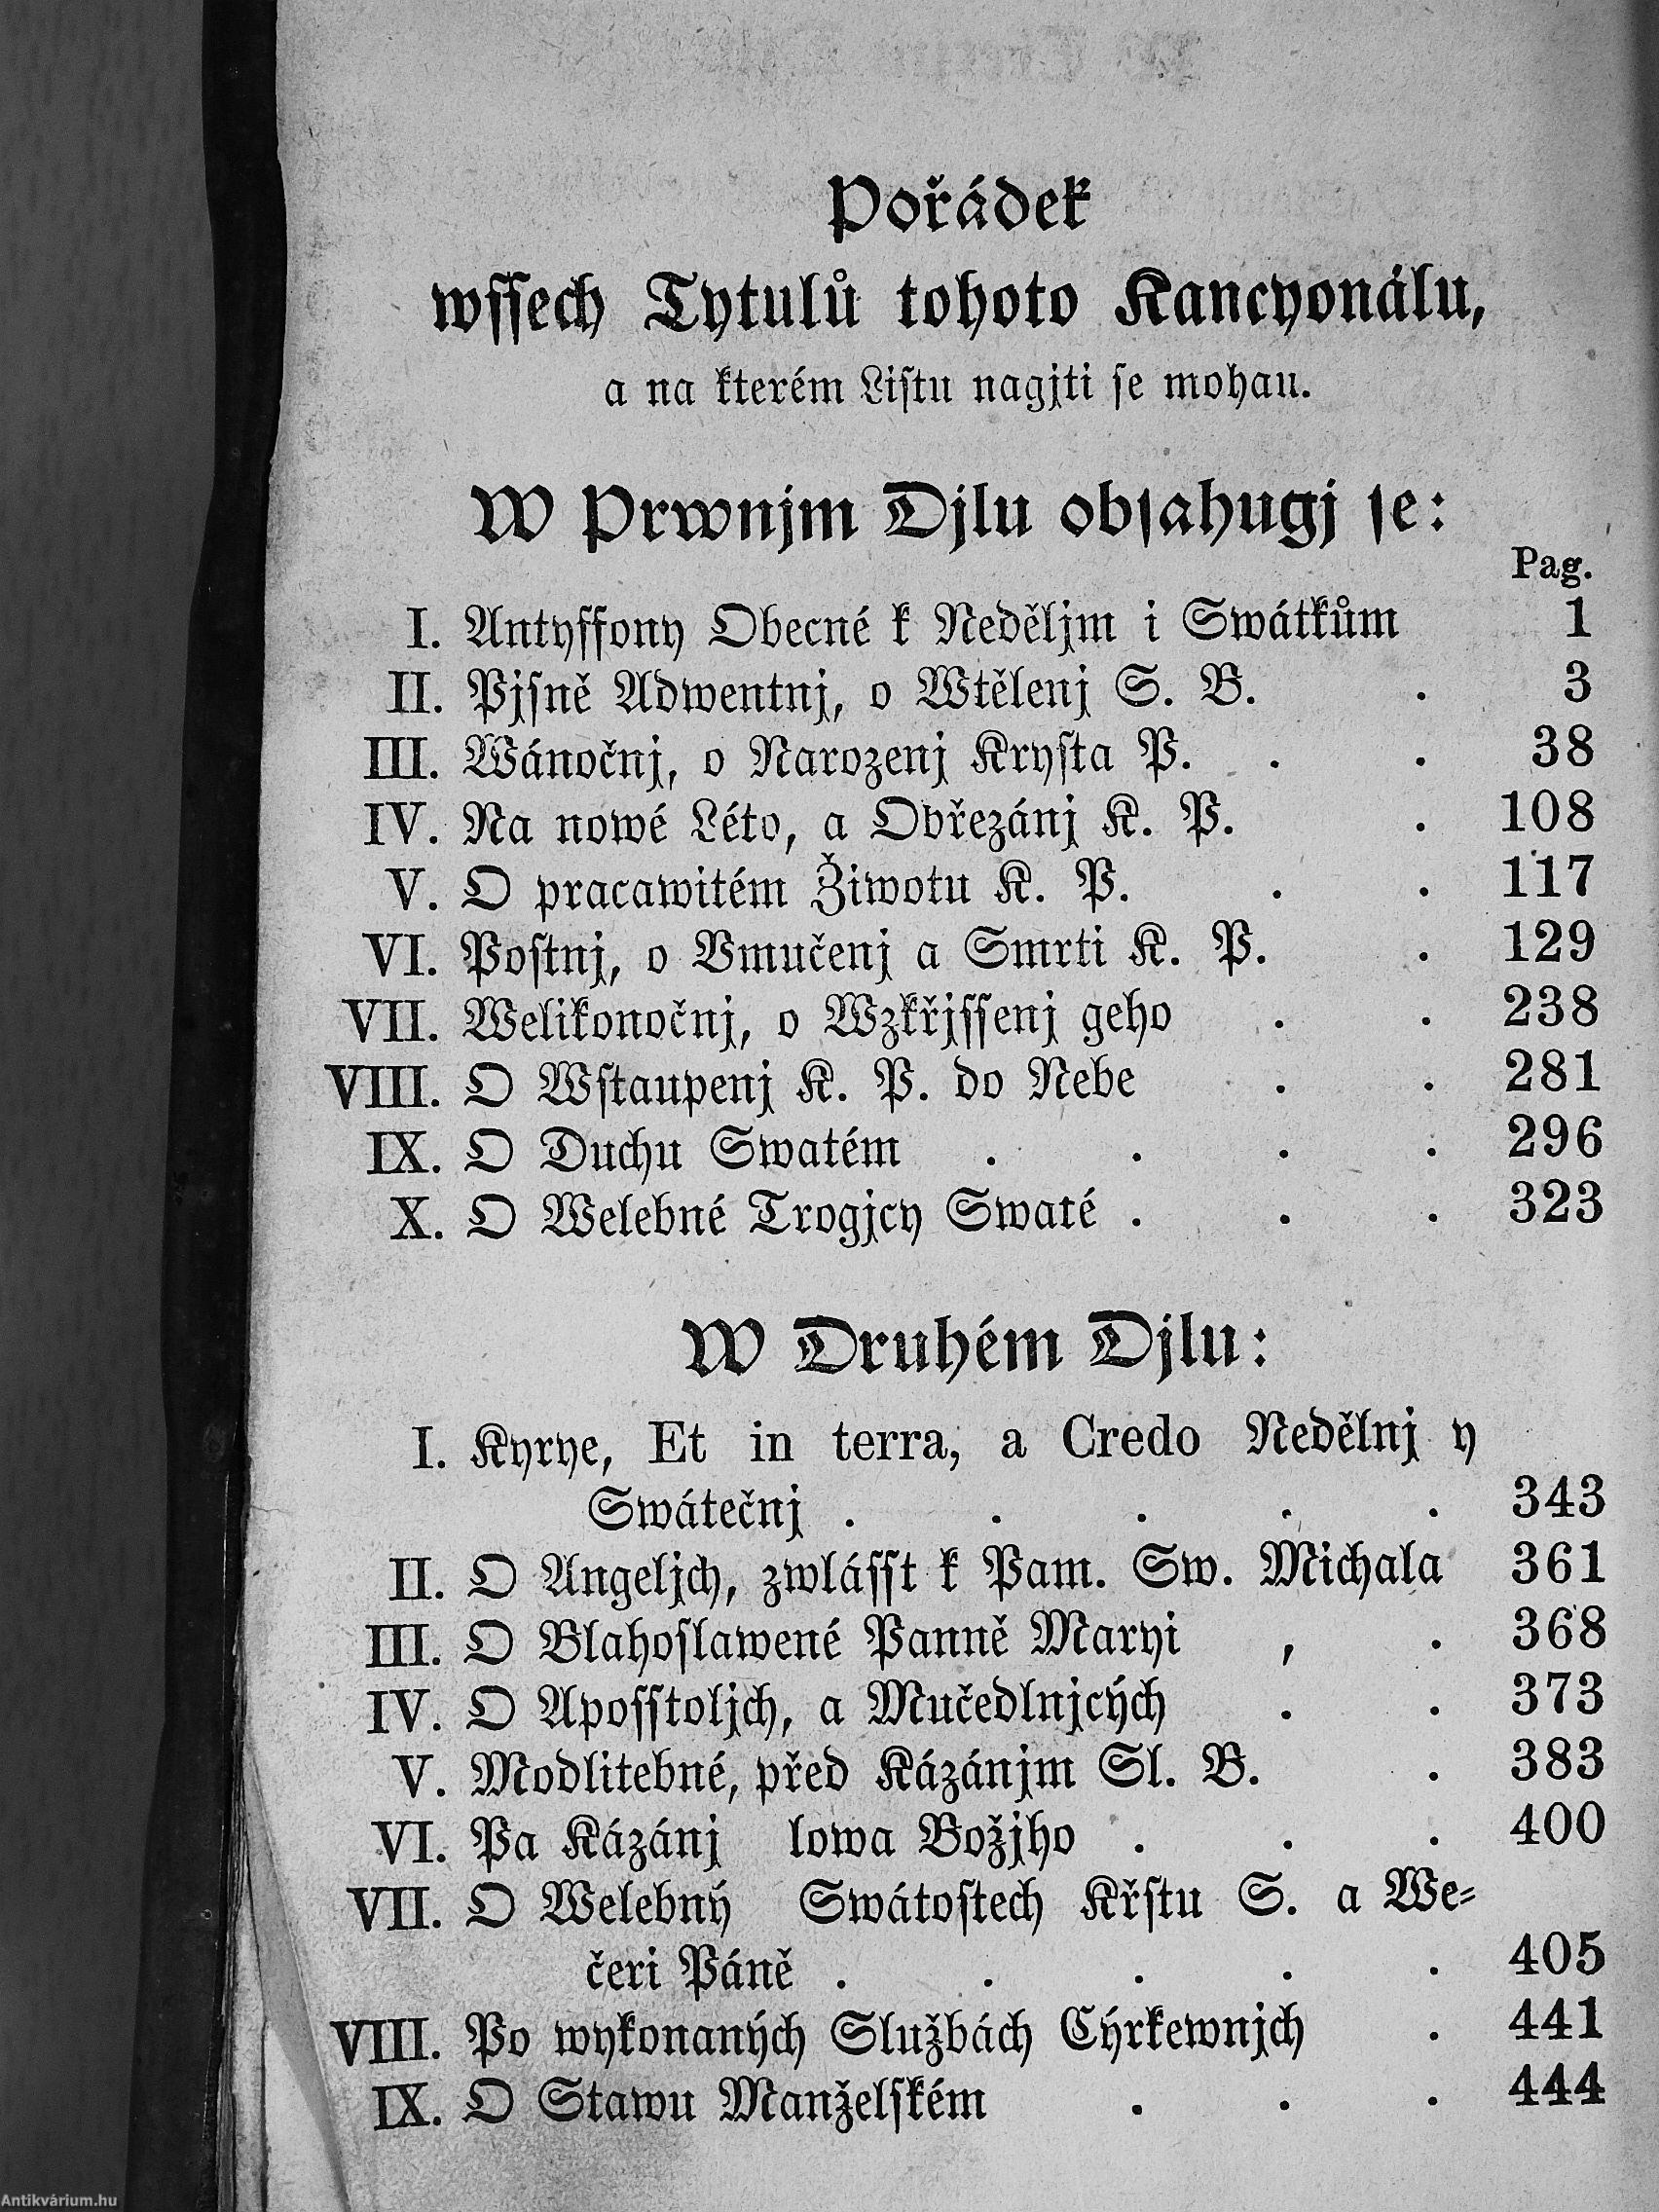 Pořádek
wſſech Tytulů tohoto Kancyonálu,
a na kterém Liſtu nagjti ſe mohau.
W Prwnjm Djlu obſahugj ſe:
Pag.
I. Antyffony Obecné k Neděljm i Swátkům 1
II. Pjſně Adwentnj, o Wtělenj S. B. . 3
III. Wánočnj, o Narozenj Kryſta P. . . 38
IV. Na nowé Léto, a Obřezánj K. P. . 108
V. O pracawitém Žiwotu K. P. . . 117
VI. Poſtnj, o Vmučenj a Smrti K. P. . 129
VII. Welikonočnj, o Wzkřjſſenj geho . . 238
VIII. O Wſtaupenj K. P. do Nebe . . 281
IX. O Duchu Swatém . . . . 296
X. O Welebné Trogjcy Swaté . . . 323
W Druhém Djlu:
I. Kyrye, Et in terra, a Credo Nedělnj y
Swátečnj . . . . . 343
II. O Angeljch, zwláſſt k Pam. Sw. Michala 361
III. O Blahoſlawené Panně Maryi , . 368
IV. O Apoſſtoljch, a Mučedlnjcých . . 373
V. Modlitebné, před Kázánjm Sl. B. . 383
VI. Pa Kázánj lowa Božjho . . . 400
VII. O Welebný Swátoſtech Křſtu S. a We-
čeri Páně . . . . . 405
VIII. Po wykonaných Službách Cýrkewnjch . 441
IX. O Stawu Manželſkém . . . 444
Antikvárium.hu